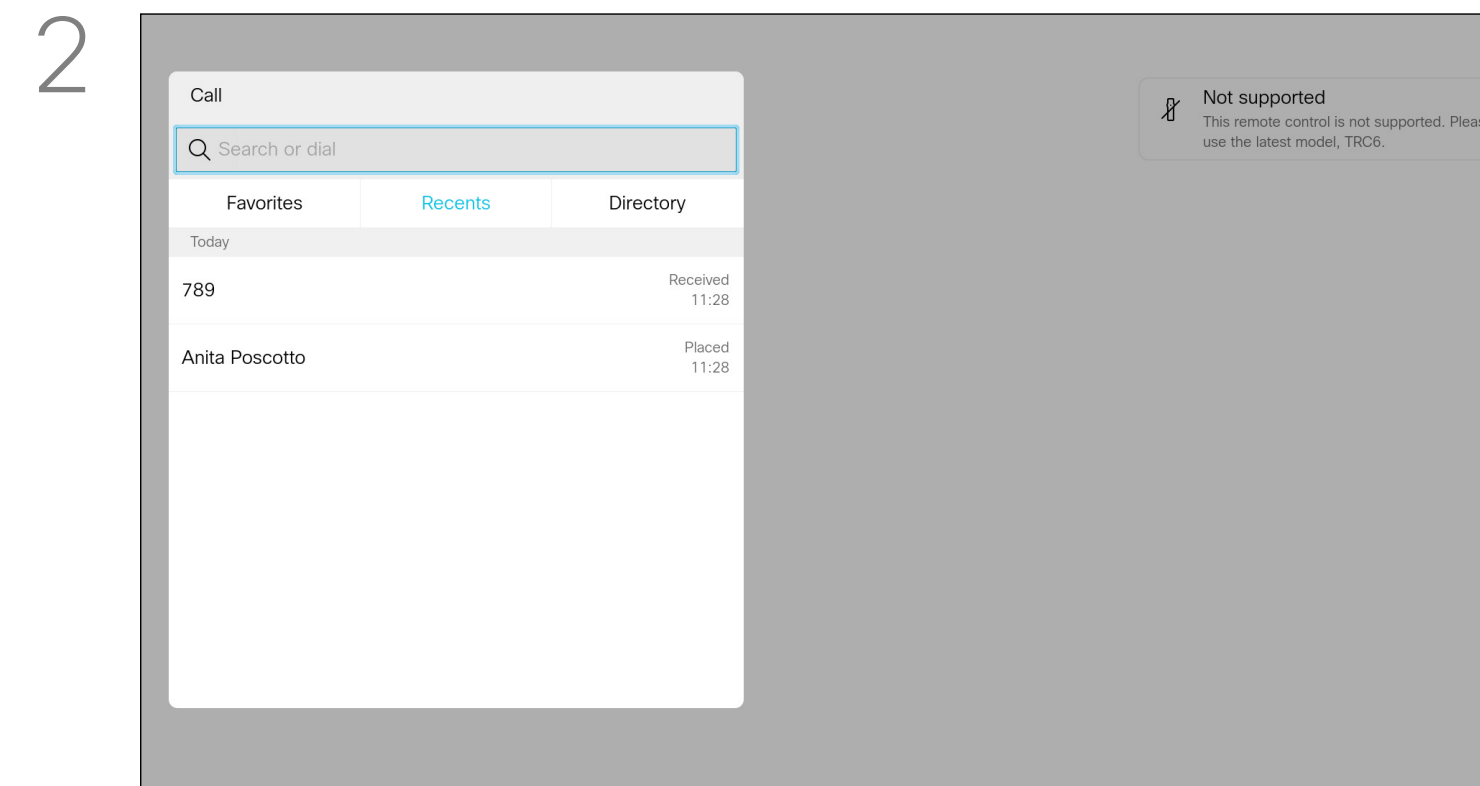 2
Call
Search or dial
Favorites Recents Directory
Today
789
Received
11:28
Anita Poscotto
Placed
11:28
Not supported
This remote control is not supported. Pleas
use the latest model, TRC6.